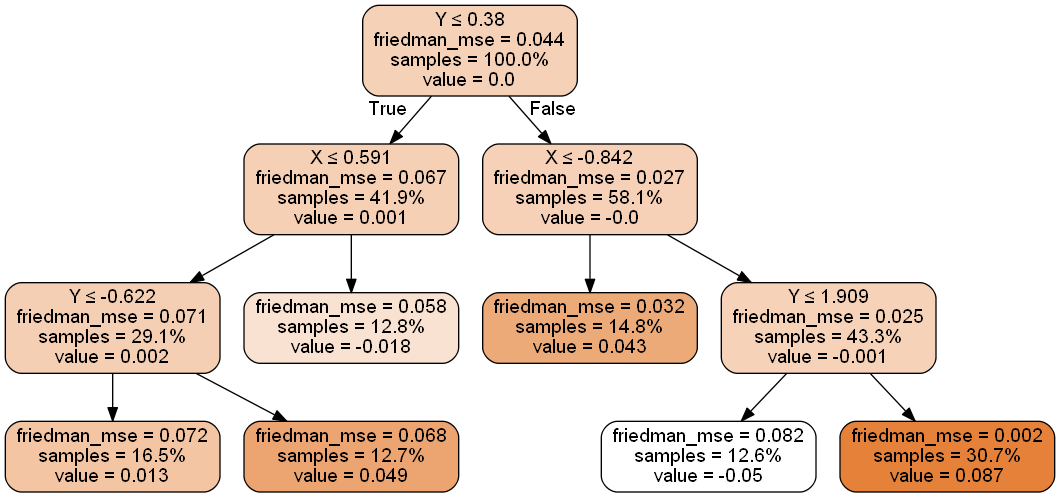 Y ≤ 0.38
friedman_mse = 0.044
samples = 100.0%
value = 0.0
True
False
X ≤ 0.591
friedman_mse = 0.067
samples = 41.9%
value = 0.001
X ≤ -0.842
friedman_mse = 0.027
samples = 58.1%
value = -0.0
Y ≤ -0.622
friedman_mse = 0.071
samples = 29.1%
value = 0.002
friedman_mse = 0.058
samples = 12.8%
value = -0.018
friedman_mse = 0.032
samples = 14.8%
value = 0.043
Y ≤ 1.909
friedman_mse = 0.025
samples = 43.3%
value = -0.001
friedman_mse = 0.072
samples = 16.5%
value = 0.013
friedman_mse = 0.068
samples = 12.7%
value = 0.049
friedman_mse = 0.082
samples = 12.6%
value = -0.05
friedman_mse = 0.002
samples = 30.7%
value = 0.087